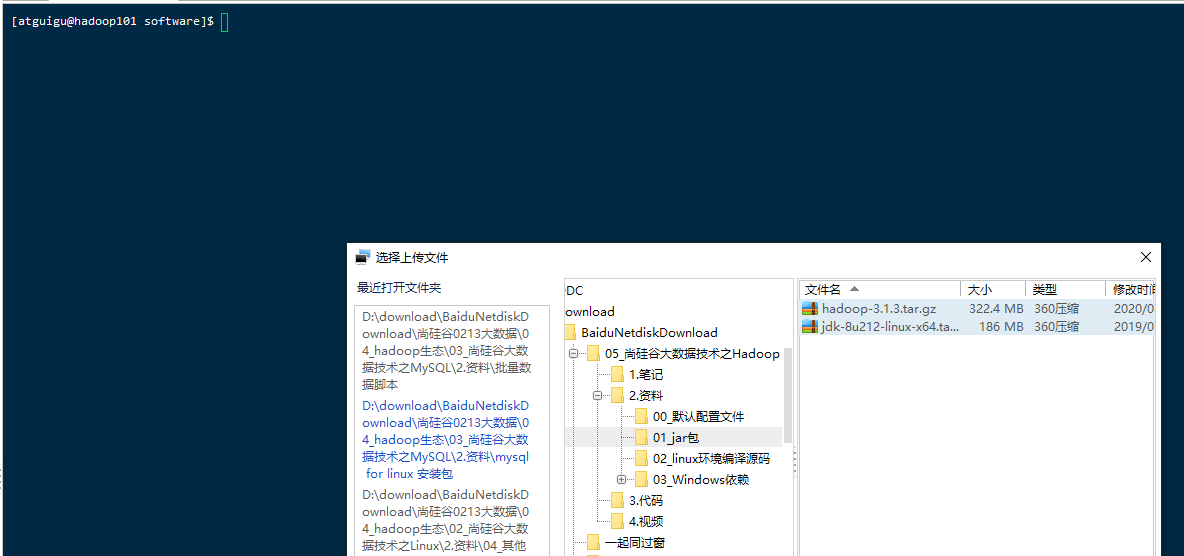 [atguigu@hadoop101 software]$
选择上传文件
最近打开文件夹
D:\download\BaiduNetdiskD
ownload\尚硅谷0213大数据\0
4_hadoop生态\03_尚硅谷大数
据技术之MySQL\2.资料\批量数
据脚本
D:\download\BaiduNetdiskD
ownload\尚硅谷0213大数据\0
4_hadoop生态\03_尚硅谷大数
据技术之MySQL\2.资料\mysql
for linux 安装包
D:\download\BaiduNetdiskD
ownload\尚硅谷0213大数据\0
4_hadoop生态\02_尚硅谷大数
据技术之Linux\2.资料\04_其他
DC
ownload
BaiduNetdiskDownload
05_尚硅谷大数据技术之Hadoop
1.笔记
2.资料
00_默认配置文件
01_jar包
02_linux环境编译源码
03_Windows依赖
3.代码
4.视频
一起同过窗
文件名 大小 类型 修改时间
hadoop-3.1.3.tar.gz 322.4 MB 360压缩 2020/0
jdk-8u212-linux-x64.ta... 186 MB 360压缩 2019/0